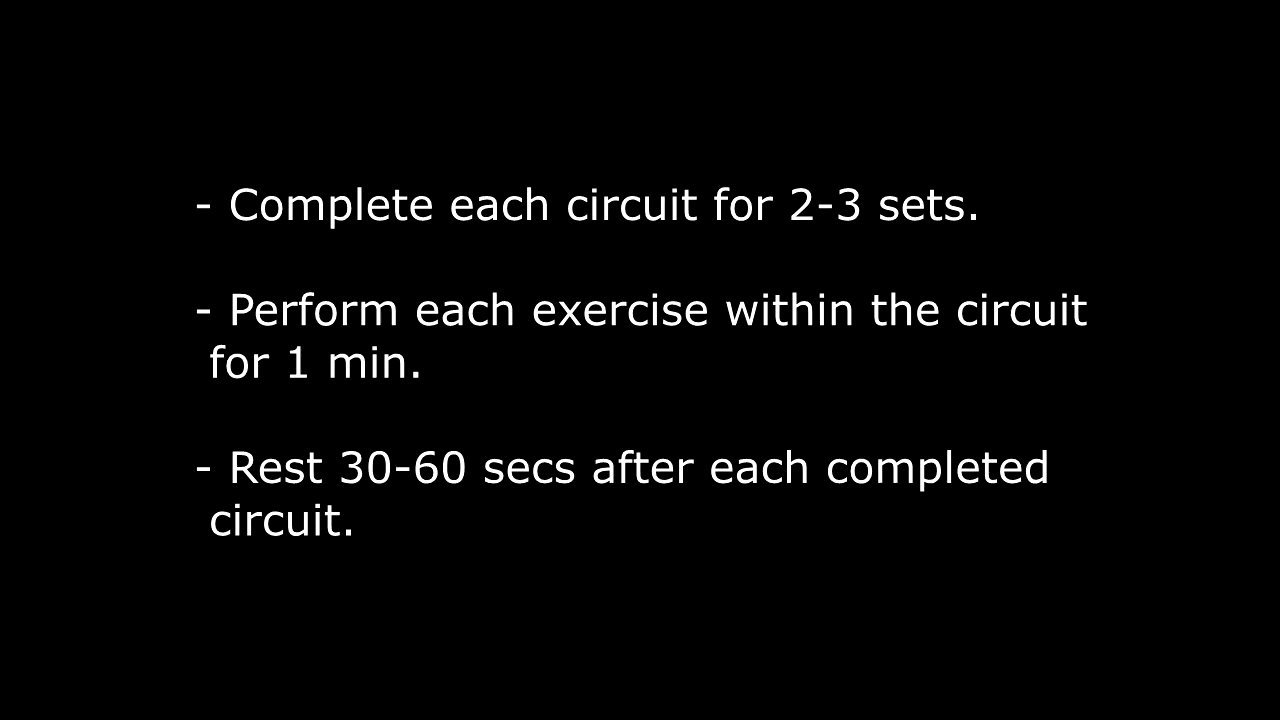 - Complete each circuit for 2-3 sets.
- Perform each exercise within the circuit
for 1 min.
- Rest 30-60 secs after each completed
circuit.